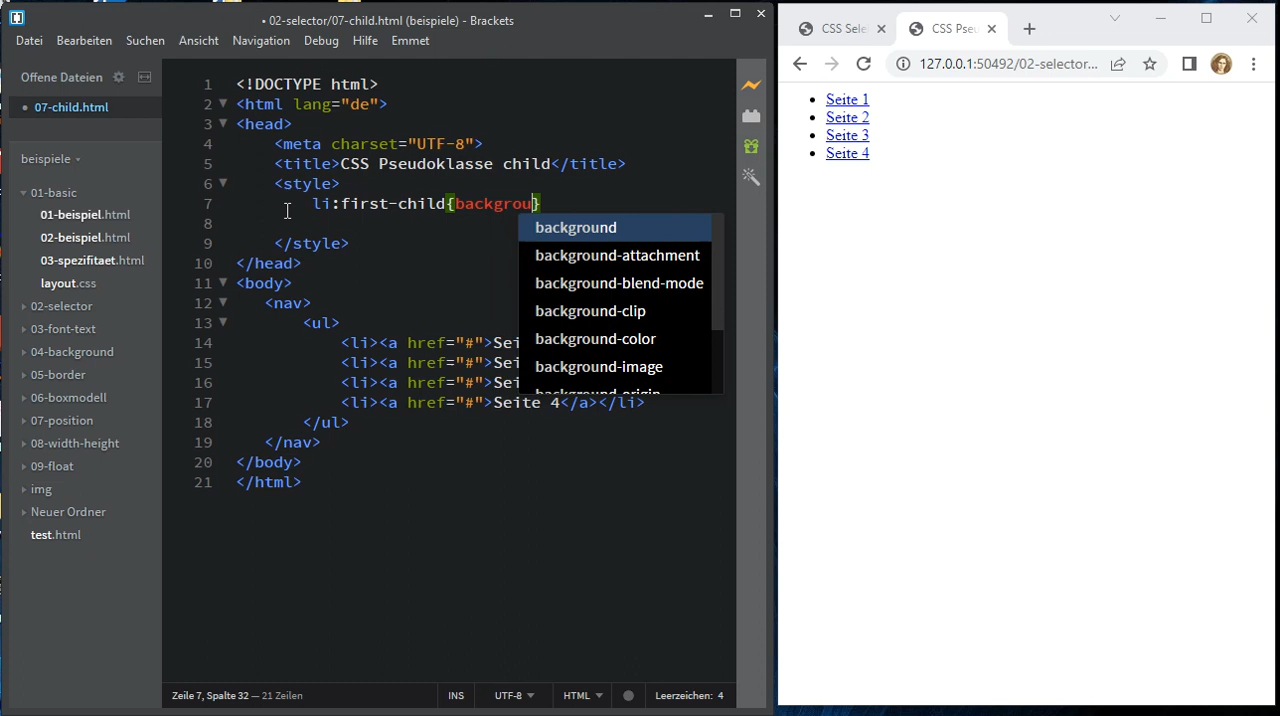 • 02-selector/07-child.html (beispiele) - Brackets
Datei Bearbeiten Suchen Ansicht Navigation Debug Hilfe Emmet
Offene Dateien
• 07-child.html
beispiele
01-basic
01-beispiel.html
02-beispiel.html
03-spezifitaet.html
layout.css
02-selector
03-font-text
04-background
05-border
06-boxmodell
07-position
08-width-height
09-float
img
Neuer Ordner
test.html
1 <!DOCTYPE html>
2 <html lang="de">
3 <head>
4 <meta charset="UTF-8">
5 <title>CSS Pseudoklasse child</title>
6 <style>
7 li:first-child{backgrou}
8
9 </style>
10 </head>
11 <body>
12 <nav>
13 <ul>
14 <li><a href="#">Sei
15 <li><a href="#">Sei
16 <li><a href="#">Sei
17 <li><a href="#">Seite 4</a></li>
18 </ul>
19 </nav>
20 </body>
21 </html>
background
background-attachment
background-blend-mode
background-clip
background-color
background-image
Zeile 7, Spalte 32 — 21 Zeilen
INS UTF-8 HTML Leerzeichen: 4
CSS Sele CSS Pseu
127.0.0.1:50492/02-selector...
• Seite 1
• Seite 2
• Seite 3
• Seite 4